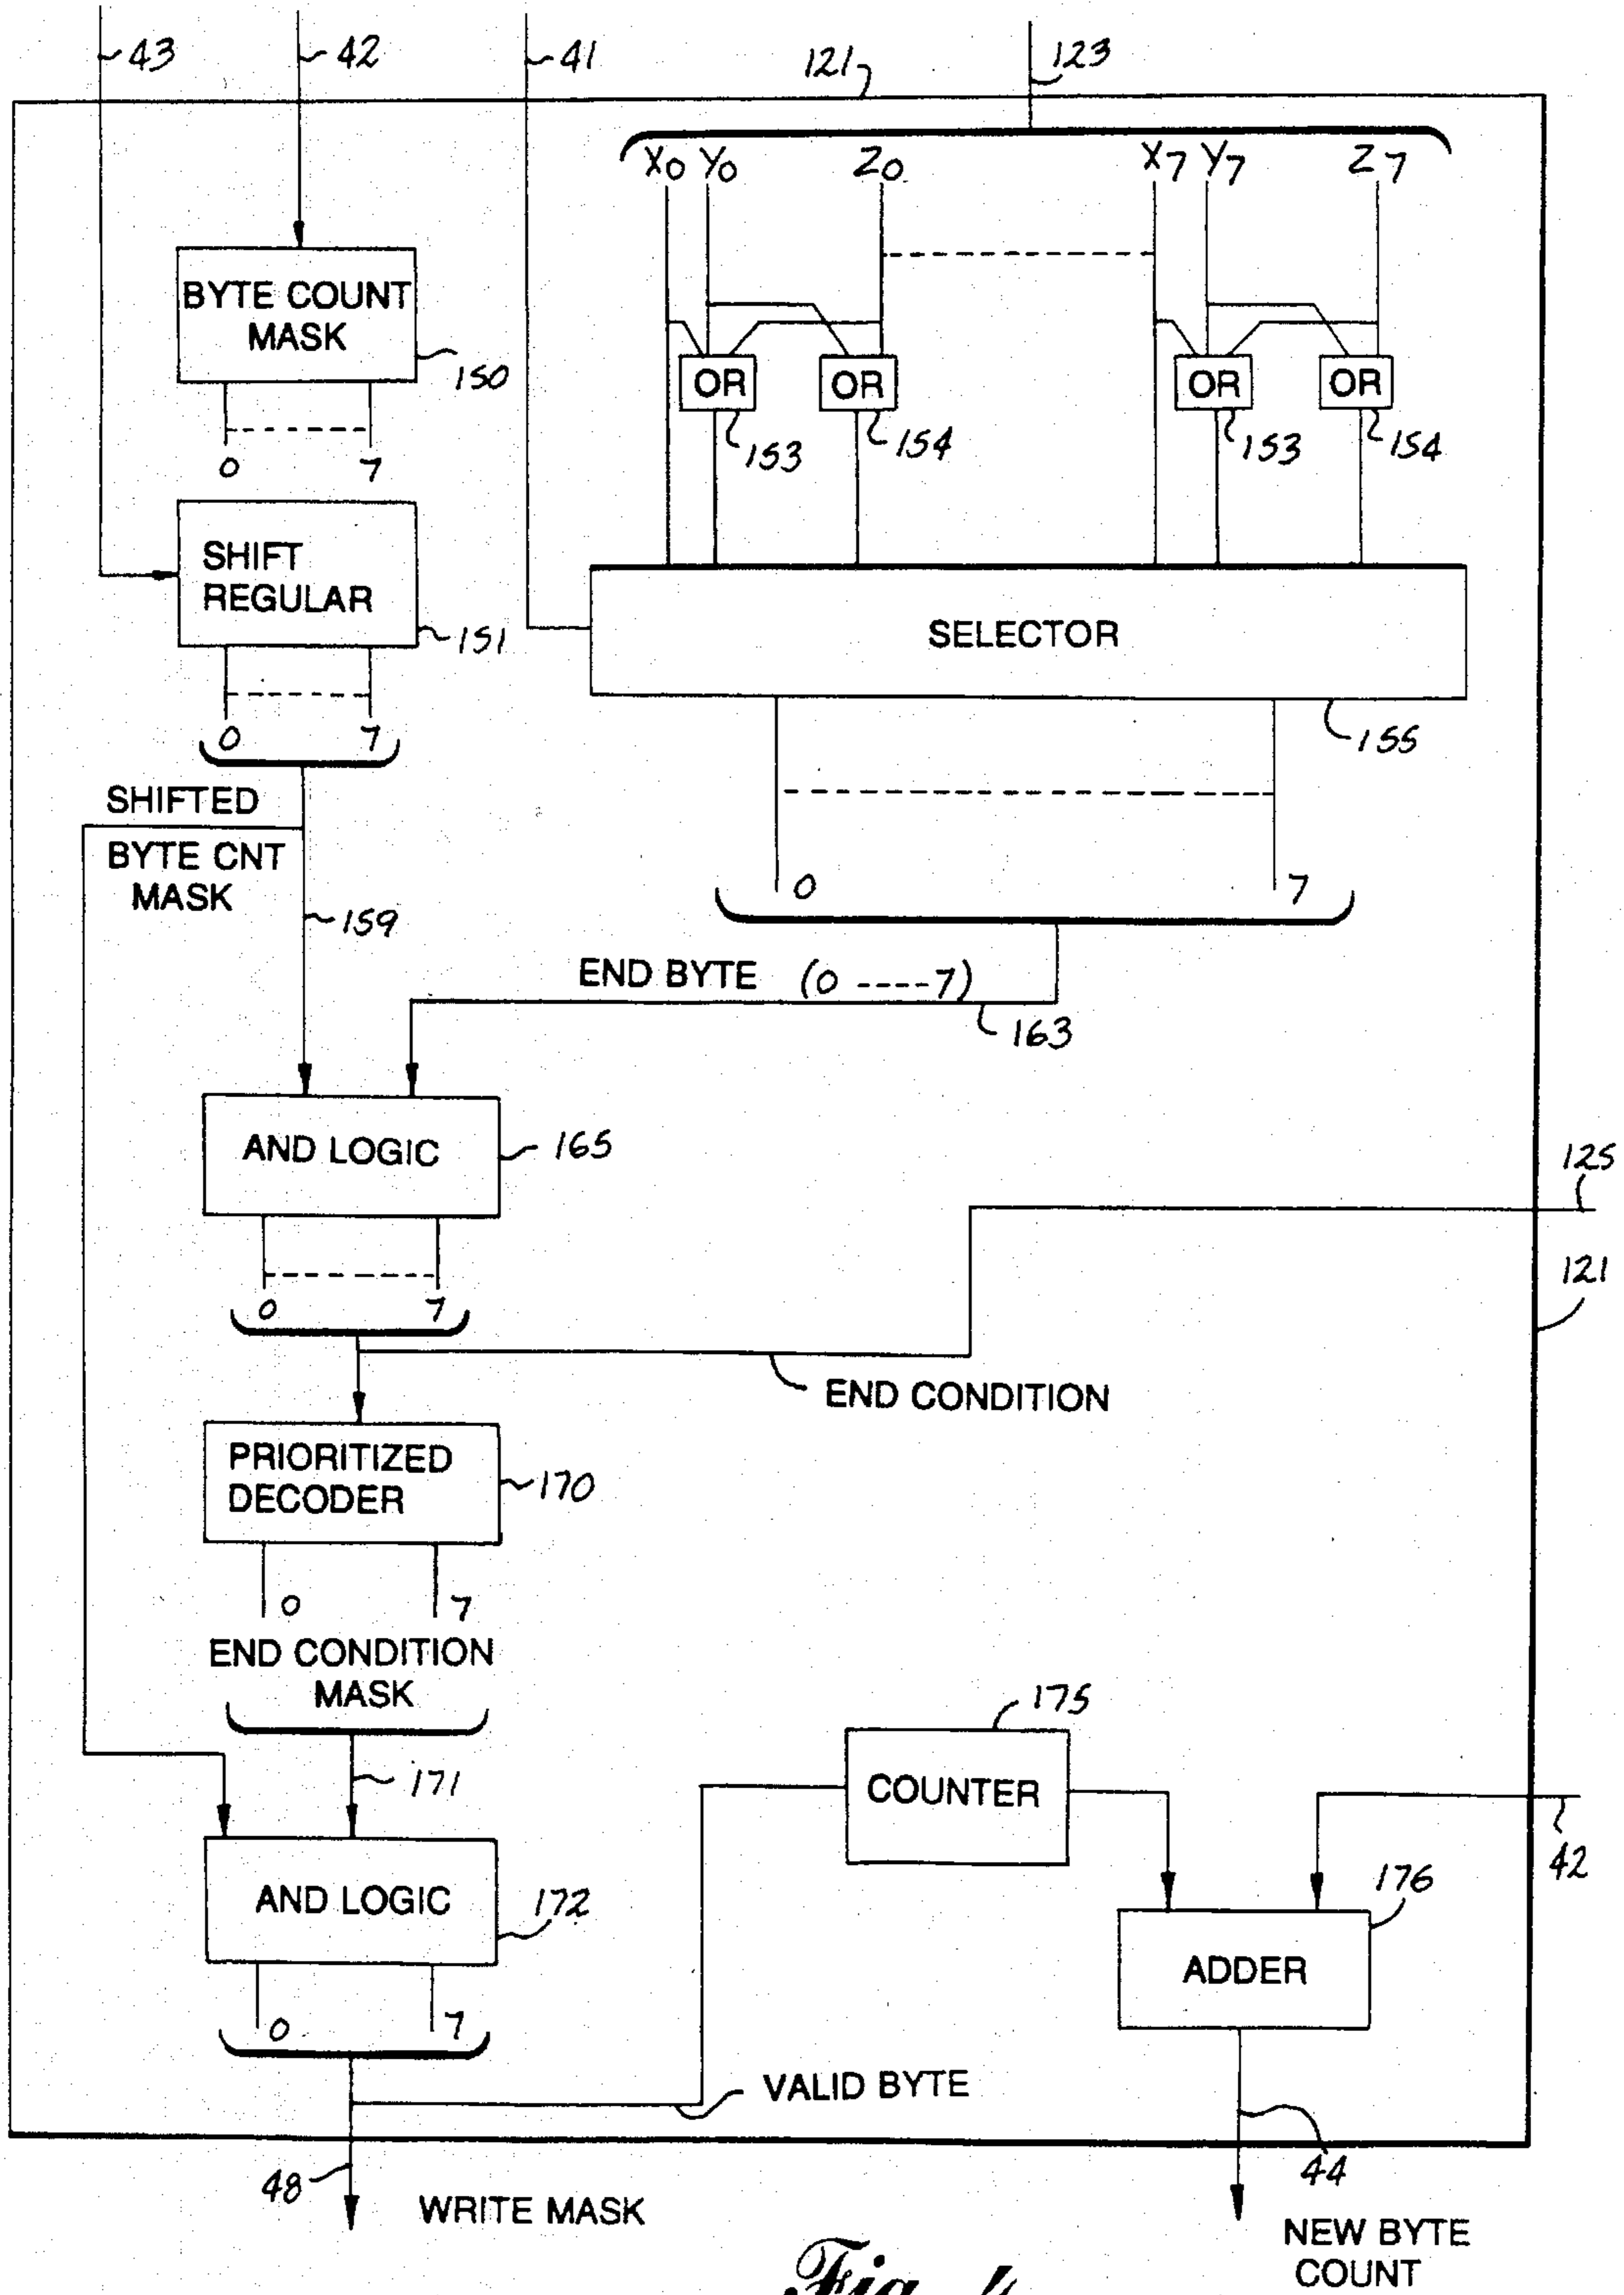 43
42
41
121
123
X0 Y0 Z0 X7 Y7 Z7
BYTE COUNT
MASK
150
0 7
OR
153
OR
154
OR
153
OR
154
SHIFT
REGULAR
151
0 7
SELECTOR
155
SHIFTED
BYTE CNT
MASK
159
0 7
END BYTE (0 ----7)
163
AND LOGIC
165
125
121
0 7
END CONDITION
PRIORITIZED
DECODER
170
0 7
END CONDITION
MASK
171
175
COUNTER
42
176
AND LOGIC
172
ADDER
0 7
VALID BYTE
48
WRITE MASK
44
NEW BYTE
COUNT
Fig. 4